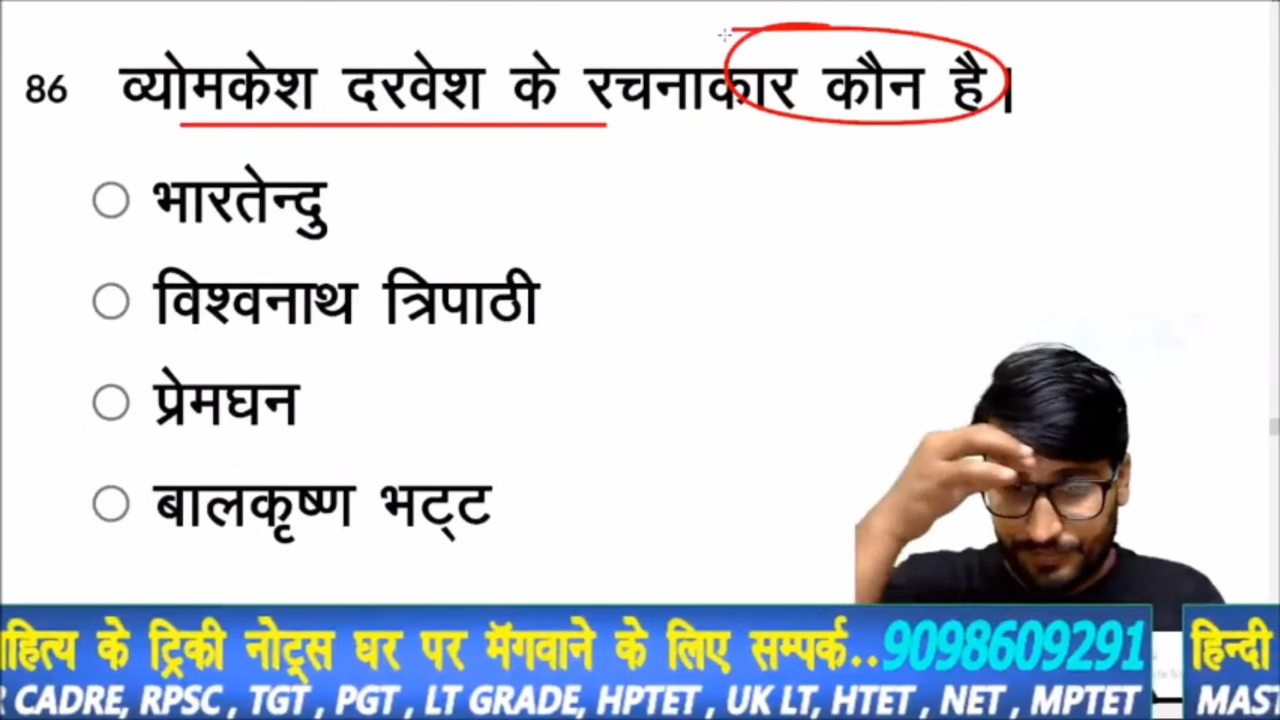 86 व्योमकेश दरवेश के रचनाकार कौन है।
भारतेन्दु
विश्वनाथ त्रिपाठी
प्रेमघन
बालकृष्ण भट्ट
ाहित्य के ट्रिकी नोट्स घर पर मँगवाने के लिए सम्पर्क..9098609291 हिन्दी
R CADRE, RPSC , TGT , PGT , LT GRADE, HPTET , UK LT, HTET , NET , MPTET MAST